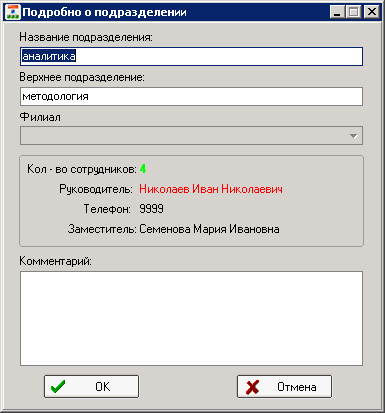 Подробно о подразделении
Название подразделения:
аналитика
Верхнее подразделение:
методология
Филиал
Кол - во сотрудников: 4
Руководитель: Николаев Иван Николаевич
Телефон: 9999
Заместитель: Семенова Мария Ивановна
Комментарий:
OK
Отмена